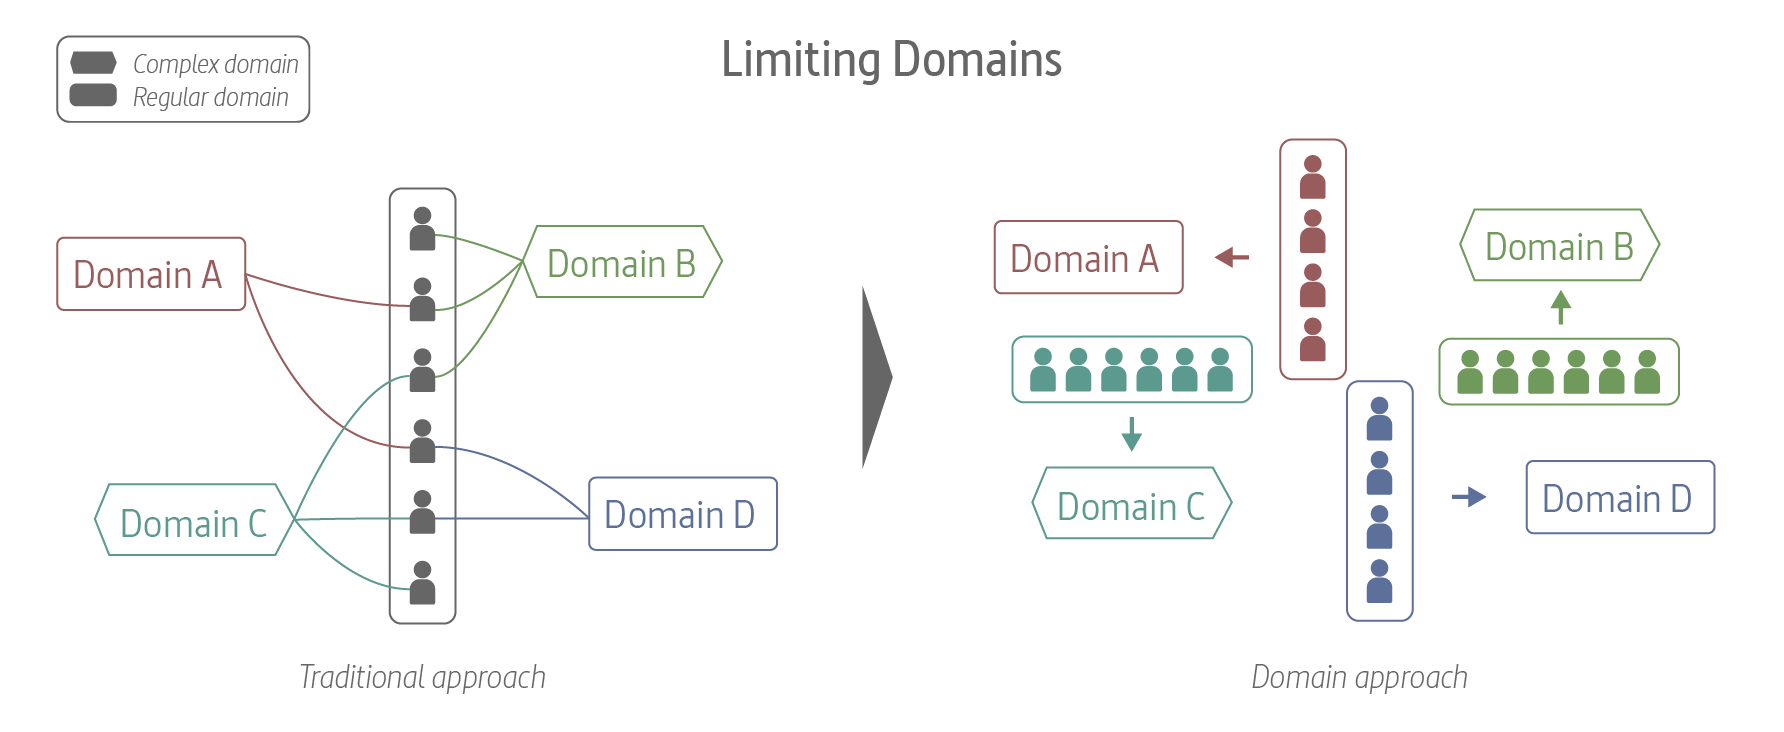 Limiting Domains
Complex domain
Regular domain
Domain A
Domain B
Domain C
Domain D
Traditional approach
Domain A
Domain B
Domain C
Domain D
Domain approach